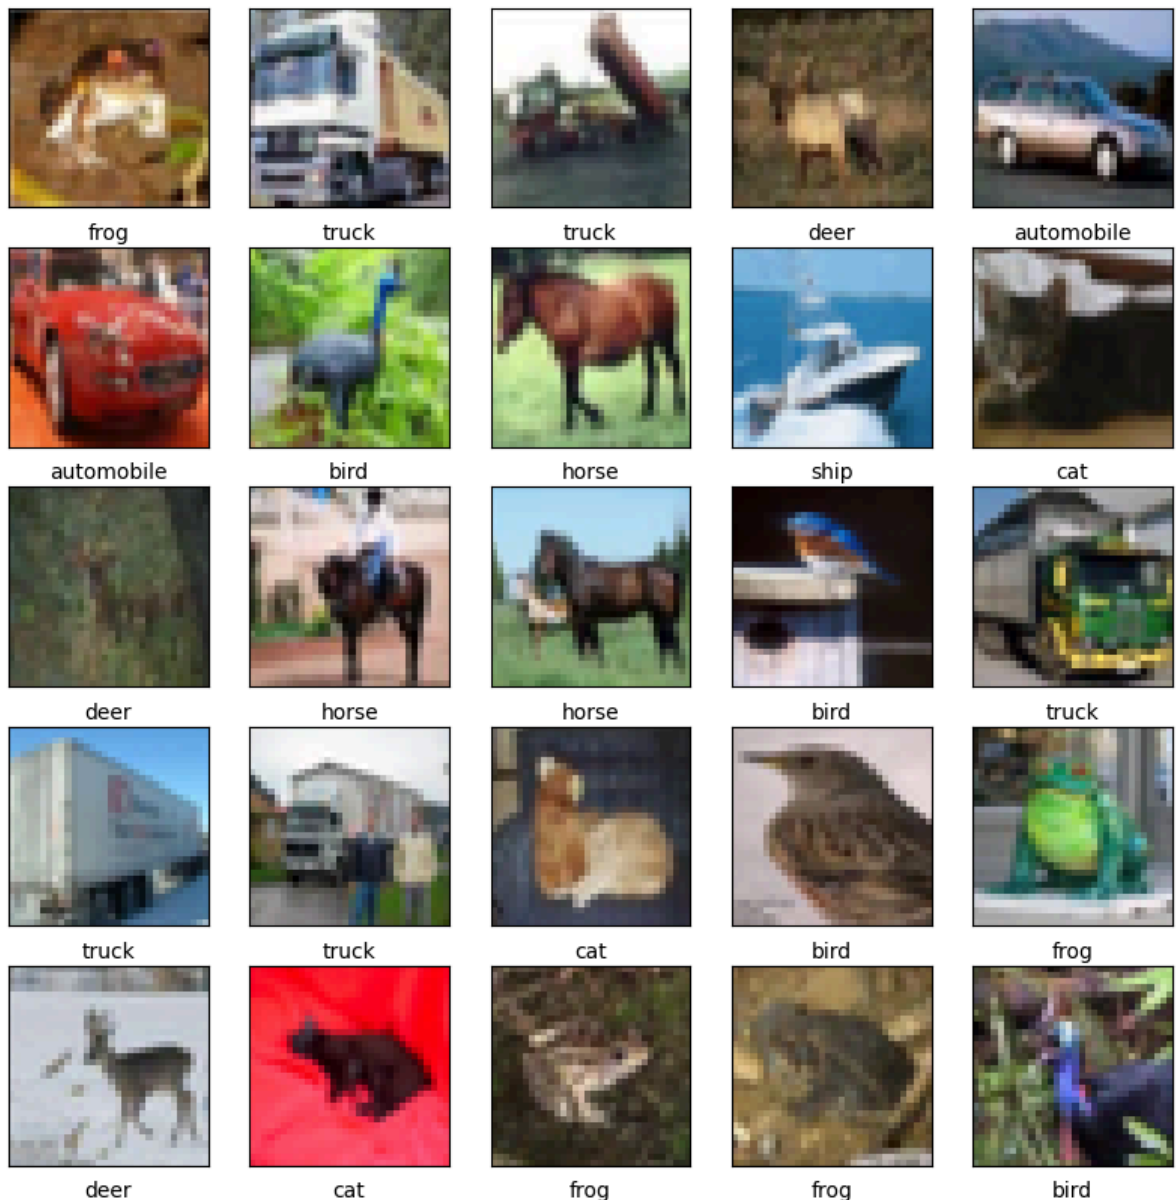 frog truck truck deer automobile
automobile bird horse ship cat
deer horse horse bird truck
truck truck cat bird frog
deer cat frog frog bird